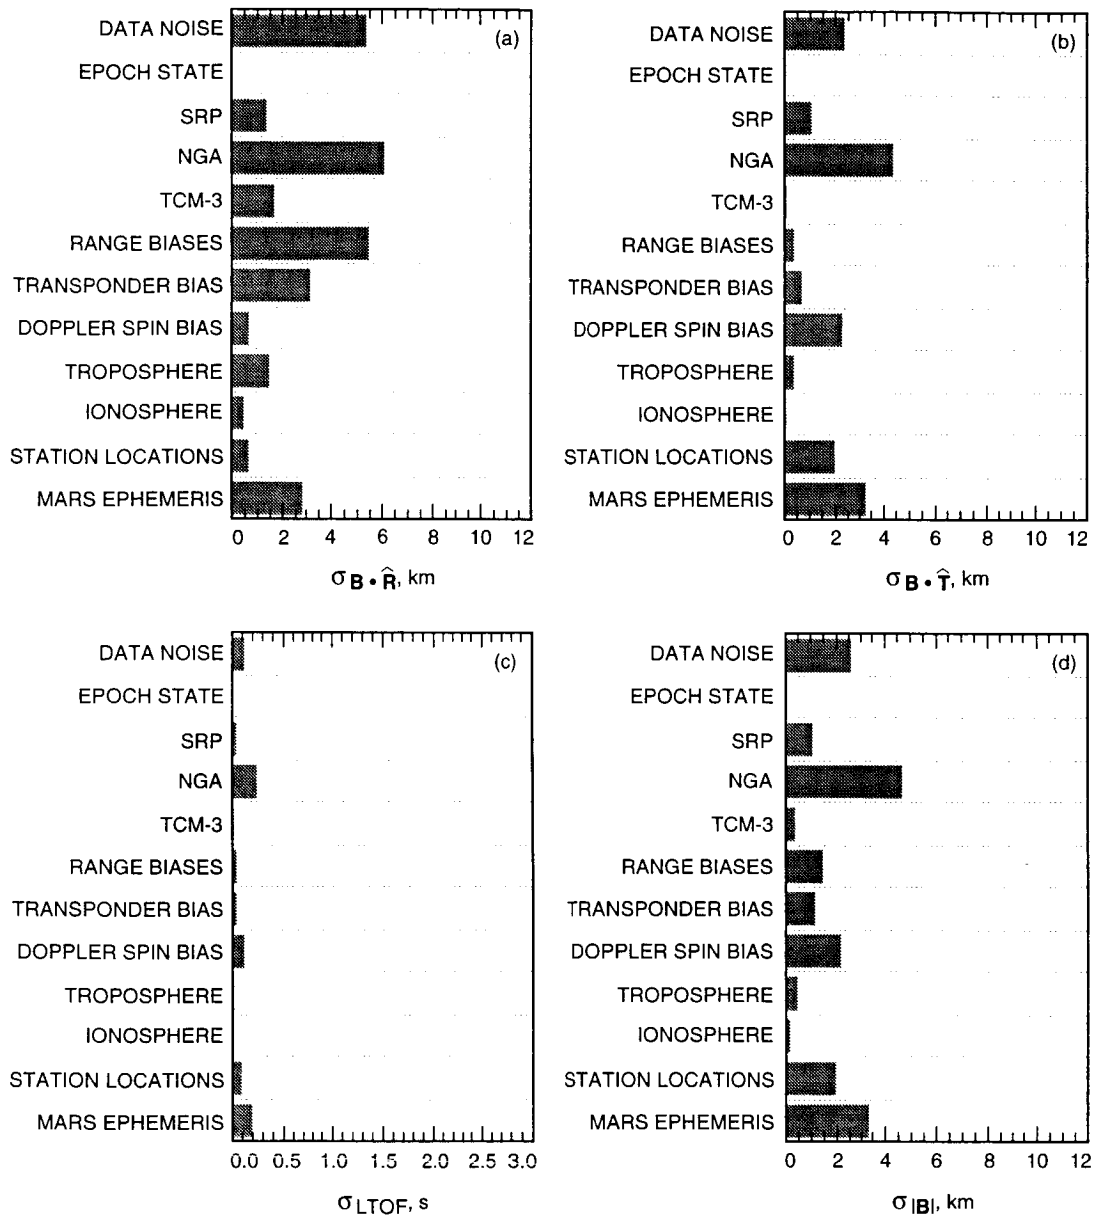 (a)
DATA NOISE
EPOCH STATE
SRP
NGA
TCM-3
RANGE BIASES
TRANSPONDER BIAS
DOPPLER SPIN BIAS
TROPOSPHERE
IONOSPHERE
STATION LOCATIONS
MARS EPHEMERIS
0 2 4 6 8 10 12
σ B • R̂, km
(b)
DATA NOISE
EPOCH STATE
SRP
NGA
TCM-3
RANGE BIASES
TRANSPONDER BIAS
DOPPLER SPIN BIAS
TROPOSPHERE
IONOSPHERE
STATION LOCATIONS
MARS EPHEMERIS
0 2 4 6 8 10 12
σ B • T̂, km
(c)
DATA NOISE
EPOCH STATE
SRP
NGA
TCM-3
RANGE BIASES
TRANSPONDER BIAS
DOPPLER SPIN BIAS
TROPOSPHERE
IONOSPHERE
STATION LOCATIONS
MARS EPHEMERIS
0.0 0.5 1.0 1.5 2.0 2.5 3.0
σ LTOF, s
(d)
DATA NOISE
EPOCH STATE
SRP
NGA
TCM-3
RANGE BIASES
TRANSPONDER BIAS
DOPPLER SPIN BIAS
TROPOSPHERE
IONOSPHERE
STATION LOCATIONS
MARS EPHEMERIS
0 2 4 6 8 10 12
σ |B|, km